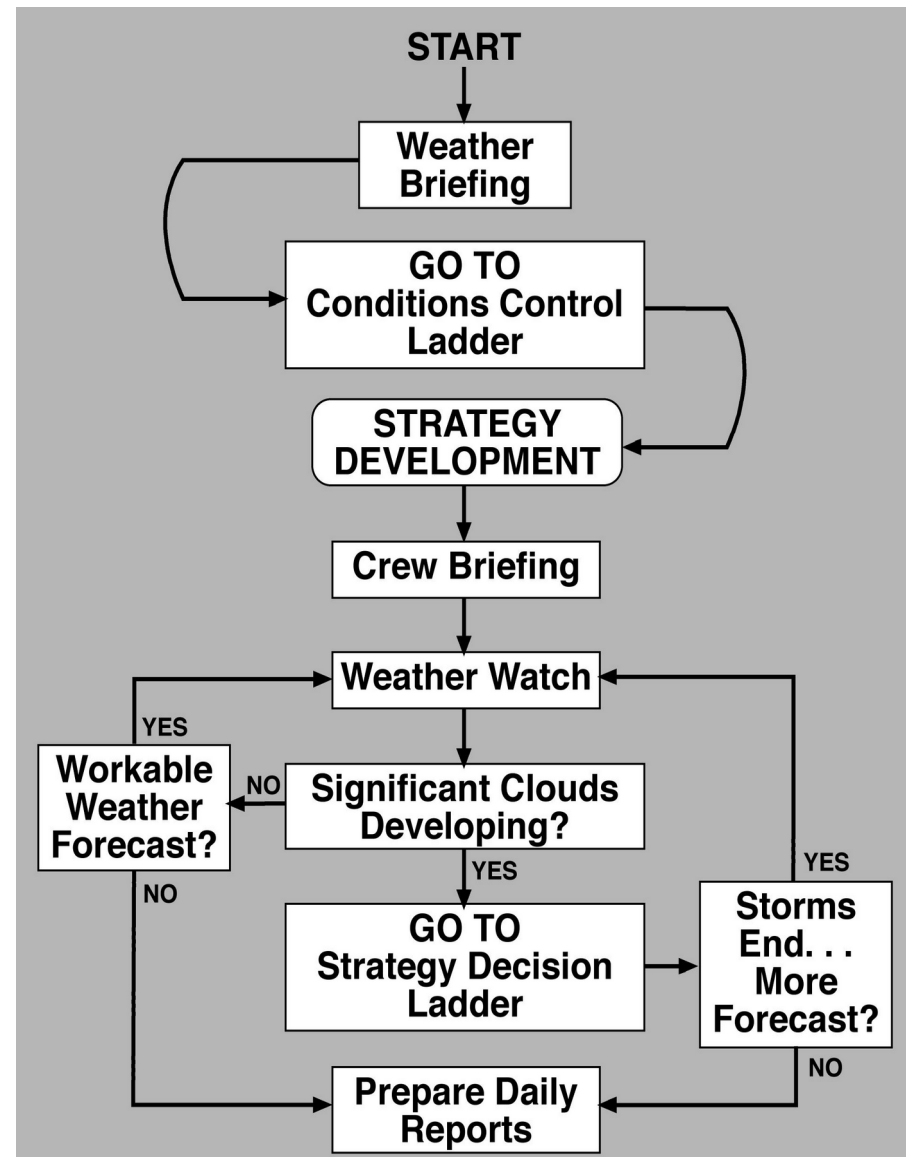 START
Weather
Briefing
GO TO
Conditions Control
Ladder
STRATEGY
DEVELOPMENT
Crew Briefing
Weather Watch
YES
Workable
Weather
Forecast?
NO
Significant Clouds
Developing?
YES
NO
GO TO
Strategy Decision
Ladder
YES
Storms
End. . .
More
Forecast?
NO
Prepare Daily
Reports